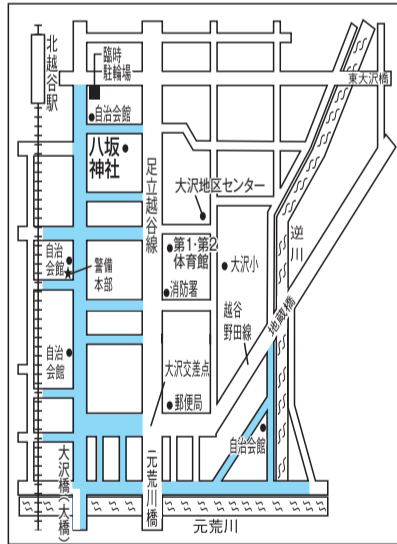 北越谷駅
臨時
駐輪場
自治会館
東大沢橋
八坂
神社
足立越谷線
大沢地区センター
自治
会館
警備
本部
第1・第2
体育館
大沢小
逆川
消防署
越谷
野田線
地蔵橋
自治
会館
大沢交差点
郵便局
自治会館
大沢橋(大橋)
元荒川橋
元荒川